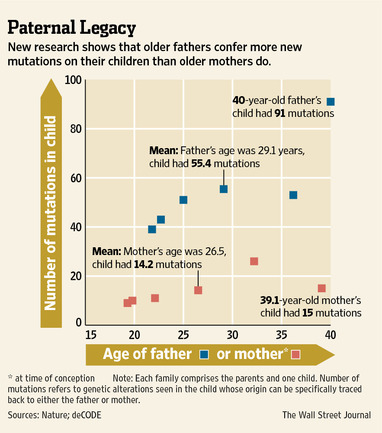 Paternal Legacy
New research shows that older fathers confer more new
mutations on their children than older mothers do.
Number of mutations in child
100
80
60
40
20
0
40-year-old father's
child had 91 mutations
Mean: Father's age was 29.1 years,
child had 55.4 mutations
Mean: Mother's age was 26.5,
child had 14.2 mutations
39.1-year-old mother's
child had 15 mutations
15 20 25 30 35 40
Age of father or mother*
* at time of conception Note: Each family comprises the parents and one child. Number of
mutations refers to genetic alterations seen in the child whose origin can be specifically traced
back to either the father or mother.
Sources: Nature; deCODE The Wall Street Journal